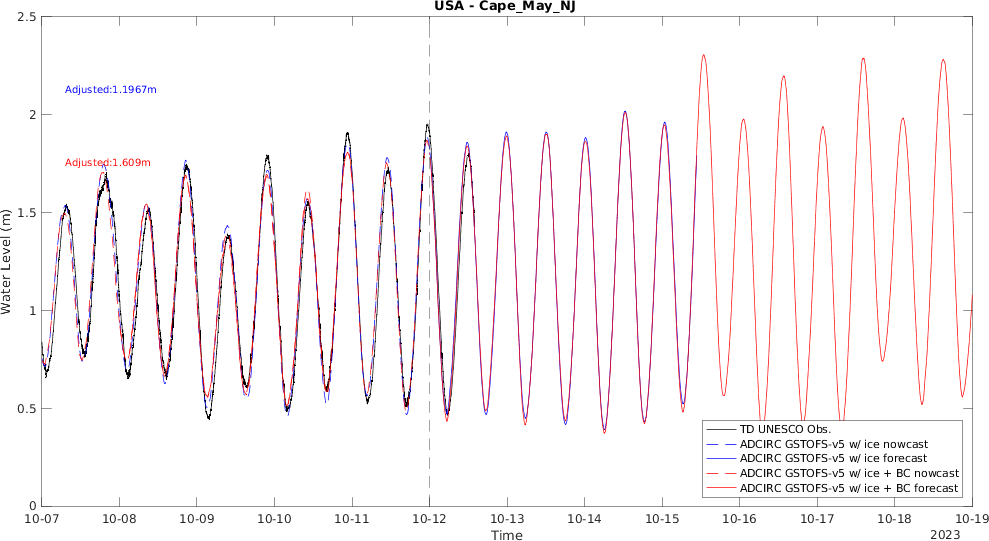 USA - Cape_May_NJ
2.5
Adjusted:1.1967m
2
Adjusted:1.609m
1.5
Water Level (m)
1
0.5
0
TD UNESCO Obs.
ADCIRC GSTOFS-v5 w/ ice nowcast
ADCIRC GSTOFS-v5 w/ ice forecast
ADCIRC GSTOFS-v5 w/ ice + BC nowcast
ADCIRC GSTOFS-v5 w/ ice + BC forecast
10-07 10-08 10-09 10-10 10-11 10-12 10-13 10-14 10-15 10-16 10-17 10-18 10-19
Time
2023